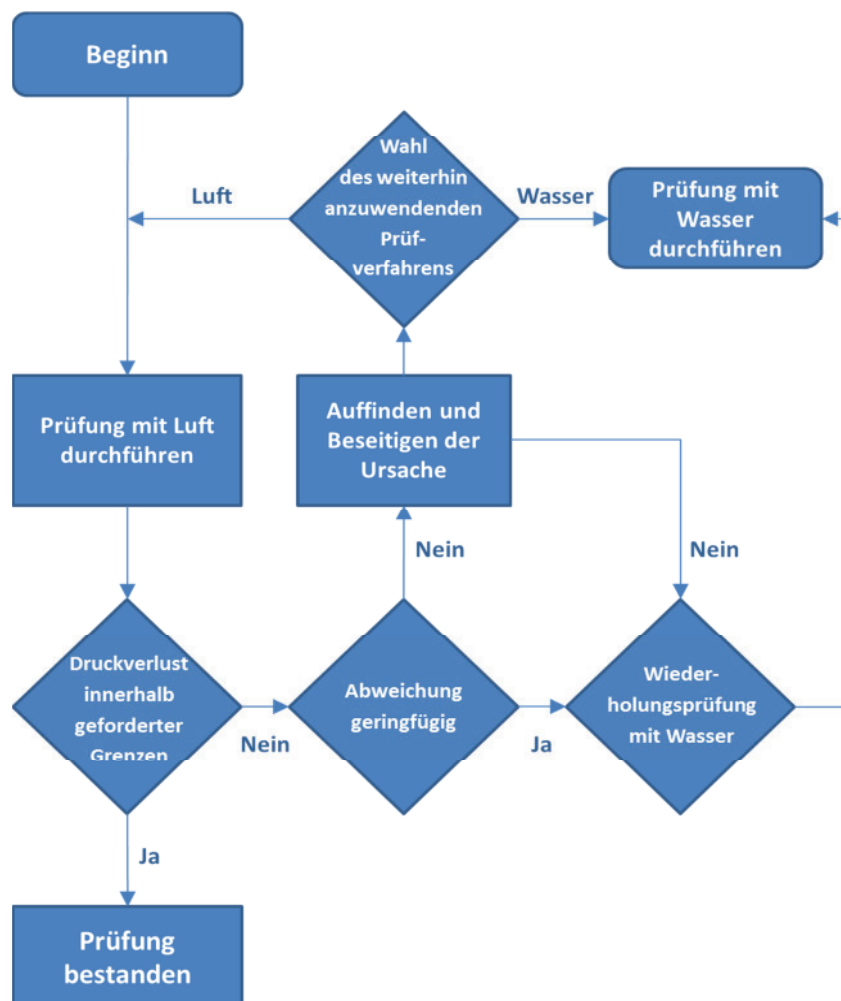 Beginn
Wahl
des weiterhin
anzuwendenden
Prüf-
verfahrens
Luft
Wasser
Prüfung mit
Wasser
durchführen
Prüfung mit Luft
durchführen
Auffinden und
Beseitigen der
Ursache
Nein
Nein
Druckverlust
innerhalb
geforderter
Grenzen
Nein
Abweichung
geringfügig
Ja
Wieder-
holungsprüfung
mit Wasser
Ja
Prüfung
bestanden